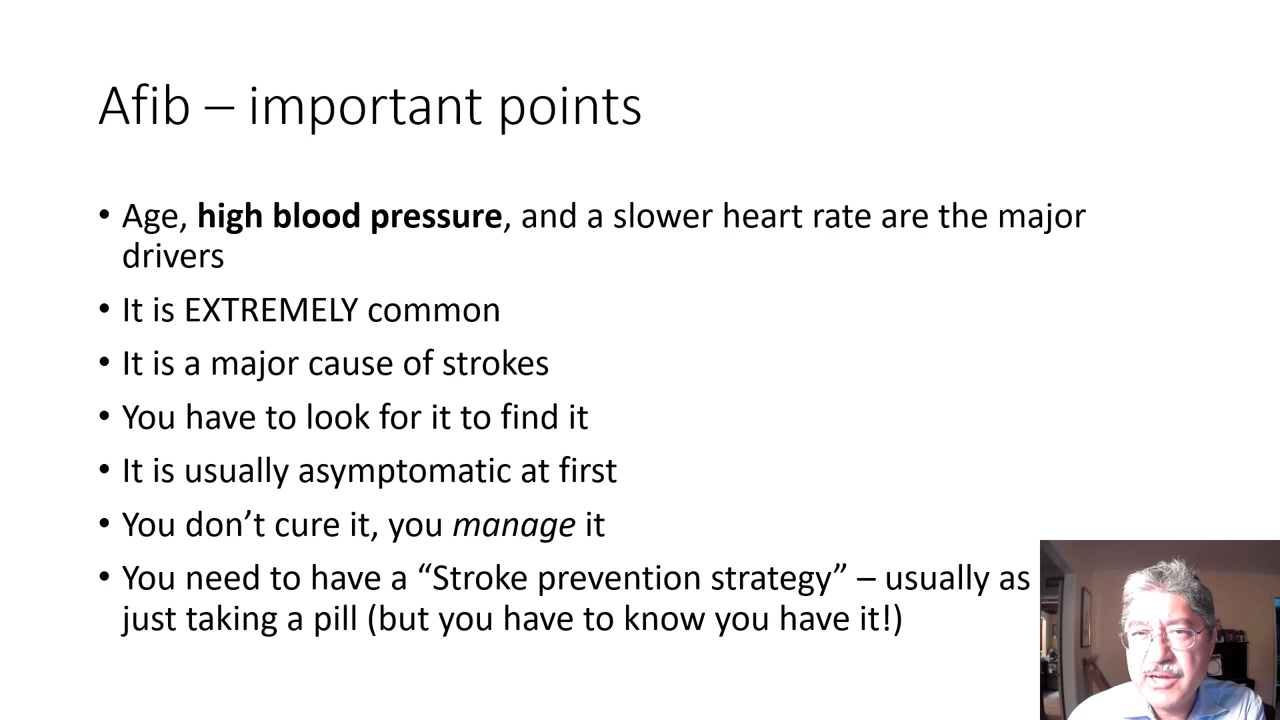 Afib – important points
• Age, high blood pressure, and a slower heart rate are the major
drivers
• It is EXTREMELY common
• It is a major cause of strokes
• You have to look for it to find it
• It is usually asymptomatic at first
• You don’t cure it, you manage it
• You need to have a “Stroke prevention strategy” – usually as
just taking a pill (but you have to know you have it!)